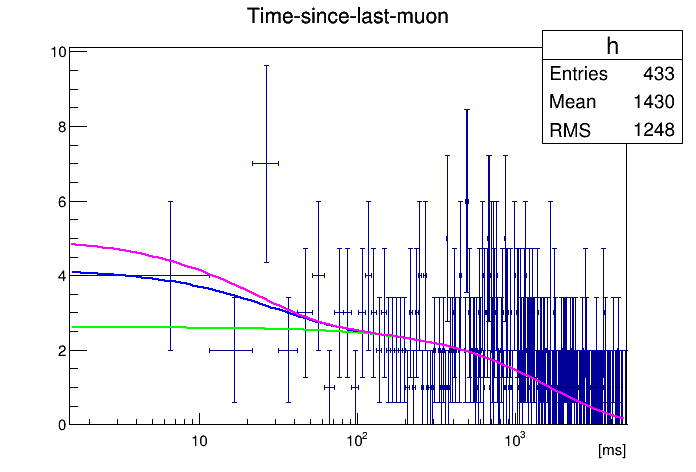 Time-since-last-muon
h
Entries 433
Mean 1430
RMS 1248
10
8
6
4
2
0
10 10² 10³
[ms]